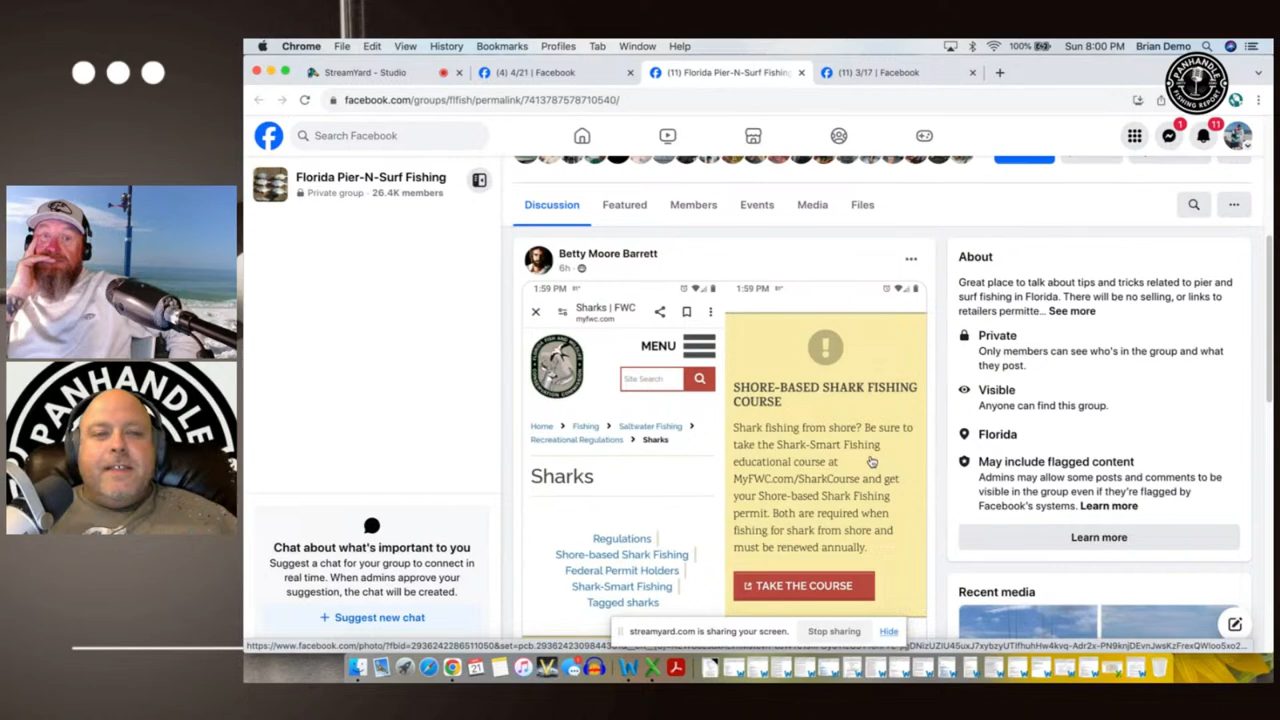 Chrome File Edit View History Bookmarks Profiles Tab Window Help
100% Sun 8:00 PM Brian Demo
StreamYard - Studio
(4) 4/21 | Facebook
(11) Florida Pier-N-Surf Fishing
(11) 3/17 | Facebook
PANHANDLE
FISHING REPORT
facebook.com/groups/flfish/permalink/7413787578710540/
Search Facebook
1
11
Florida Pier-N-Surf Fishing
Private group · 26.4K members
Discussion Featured Members Events Media Files
Betty Moore Barrett
6h
1:59 PM
Sharks | FWC
myfwc.com
MENU
Site Search
Home > Fishing > Saltwater Fishing >
Recreational Regulations > Sharks
Sharks
Regulations
Shore-based Shark Fishing
Federal Permit Holders
Shark-Smart Fishing
Tagged sharks
1:59 PM
SHORE-BASED SHARK FISHING
COURSE
Shark fishing from shore? Be sure to
take the Shark-Smart Fishing
educational course at
MyFWC.com/SharkCourse and get
your Shore-based Shark Fishing
permit. Both are required when
fishing for shark from shore and
must be renewed annually.
TAKE THE COURSE
About
Great place to talk about tips and tricks related to pier and
surf fishing in Florida. There will be no selling, or links to
retailers permitte... See more
Private
Only members can see who's in the group and what
they post.
Visible
Anyone can find this group.
Florida
May include flagged content
Admins may allow some posts and comments to be
visible in the group even if they're flagged by
Facebook's systems. Learn more
Learn more
Recent media
Chat about what's important to you
Suggest a chat for your group to connect in
real time. When admins approve your
suggestion, the chat will be created.
+ Suggest new chat
streamyard.com is sharing your screen. Stop sharing Hide
PANHANDLE